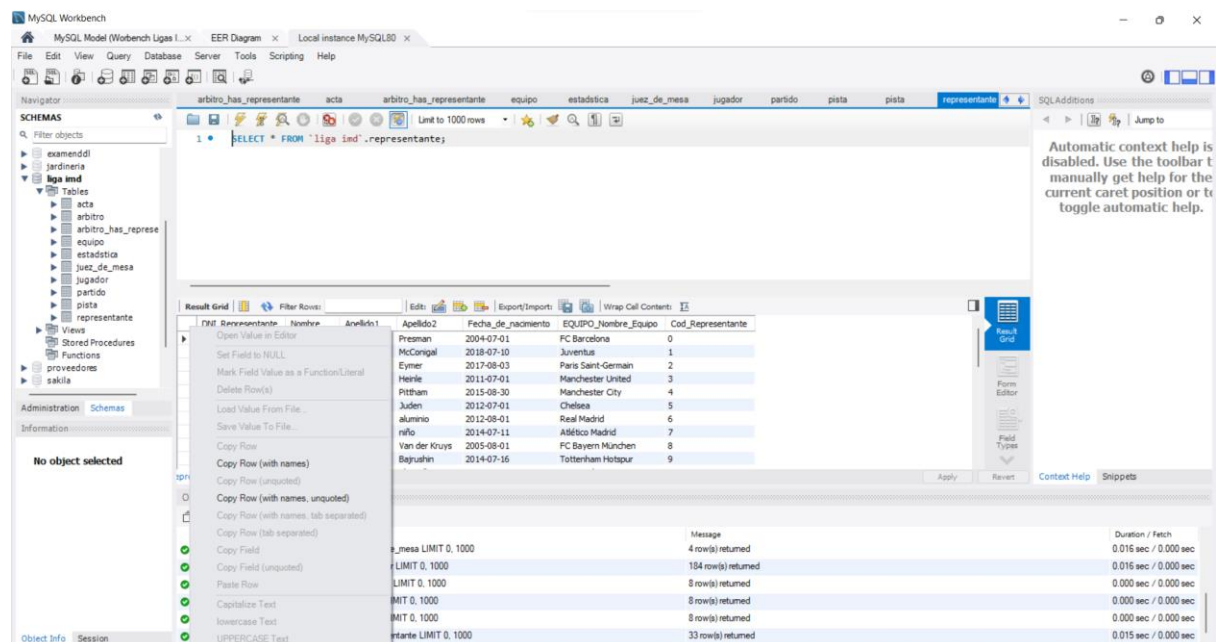 MySQL Workbench
MySQL Model (Worbench Ligas I... × EER Diagram × Local instance MySQL80 ×
File Edit View Query Database Server Tools Scripting Help
Navigator
SCHEMAS
Filter objects
examenddl
jardineria
liga imd
Tables
acta
arbitro
arbitro_has_represe
equipo
estadstica
juez_de_mesa
jugador
partido
pista
representante
Views
Stored Procedures
Functions
proveedores
sakila
Administration Schemas
Information
No object selected
Object Info Session
arbitro_has_representante acta arbitro_has_representante equipo estadstica juez_de_mesa jugador partido pista pista representante
Limit to 1000 rows
1 SELECT * FROM `liga imd`.representante;
Result Grid Filter Rows: Edit: Export/Import: Wrap Cell Content:
DNI_Representante Nombre Apellido1 Apellido2 Fecha_de_nacimiento EQUIPO_Nombre_Equipo Cod_Representante
Presman 2004-07-01 FC Barcelona 0
McConigal 2018-07-10 Juventus 1
Eymer 2017-08-03 Paris Saint-Germain 2
Heinle 2011-07-01 Manchester United 3
Pittham 2015-08-30 Manchester City 4
Juden 2012-07-01 Chelsea 5
aluminio 2012-08-01 Real Madrid 6
niño 2014-07-11 Atlético Madrid 7
Van der Kruys 2005-08-01 FC Bayern München 8
Bajrushin 2014-07-16 Tottenham Hotspur 9
Open Value in Editor
Set Field to NULL
Mark Field Value as a Function/Literal
Delete Row(s)
Load Value From File...
Save Value To File...
Copy Row
Copy Row (with names)
Copy Row (unquoted)
Copy Row (with names, unquoted)
Copy Row (with names, tab separated)
Copy Row (tab separated)
Copy Field
Copy Field (unquoted)
Paste Row
Capitalize Text
lowercase Text
UPPERCASE Text
Result Grid
Form Editor
Field Types
Apply Revert
Message Duration / Fetch
e_mesa LIMIT 0, 1000 4 row(s) returned 0.016 sec / 0.000 sec
LIMIT 0, 1000 184 row(s) returned 0.016 sec / 0.000 sec
LIMIT 0, 1000 8 row(s) returned 0.000 sec / 0.000 sec
IMIT 0, 1000 8 row(s) returned 0.000 sec / 0.000 sec
IMIT 0, 1000 8 row(s) returned 0.000 sec / 0.000 sec
entante LIMIT 0, 1000 33 row(s) returned 0.015 sec / 0.000 sec
SQLAdditions
Jump to
Automatic context help is
disabled. Use the toolbar t
manually get help for the
current caret position or to
toggle automatic help.
Context Help Snippets